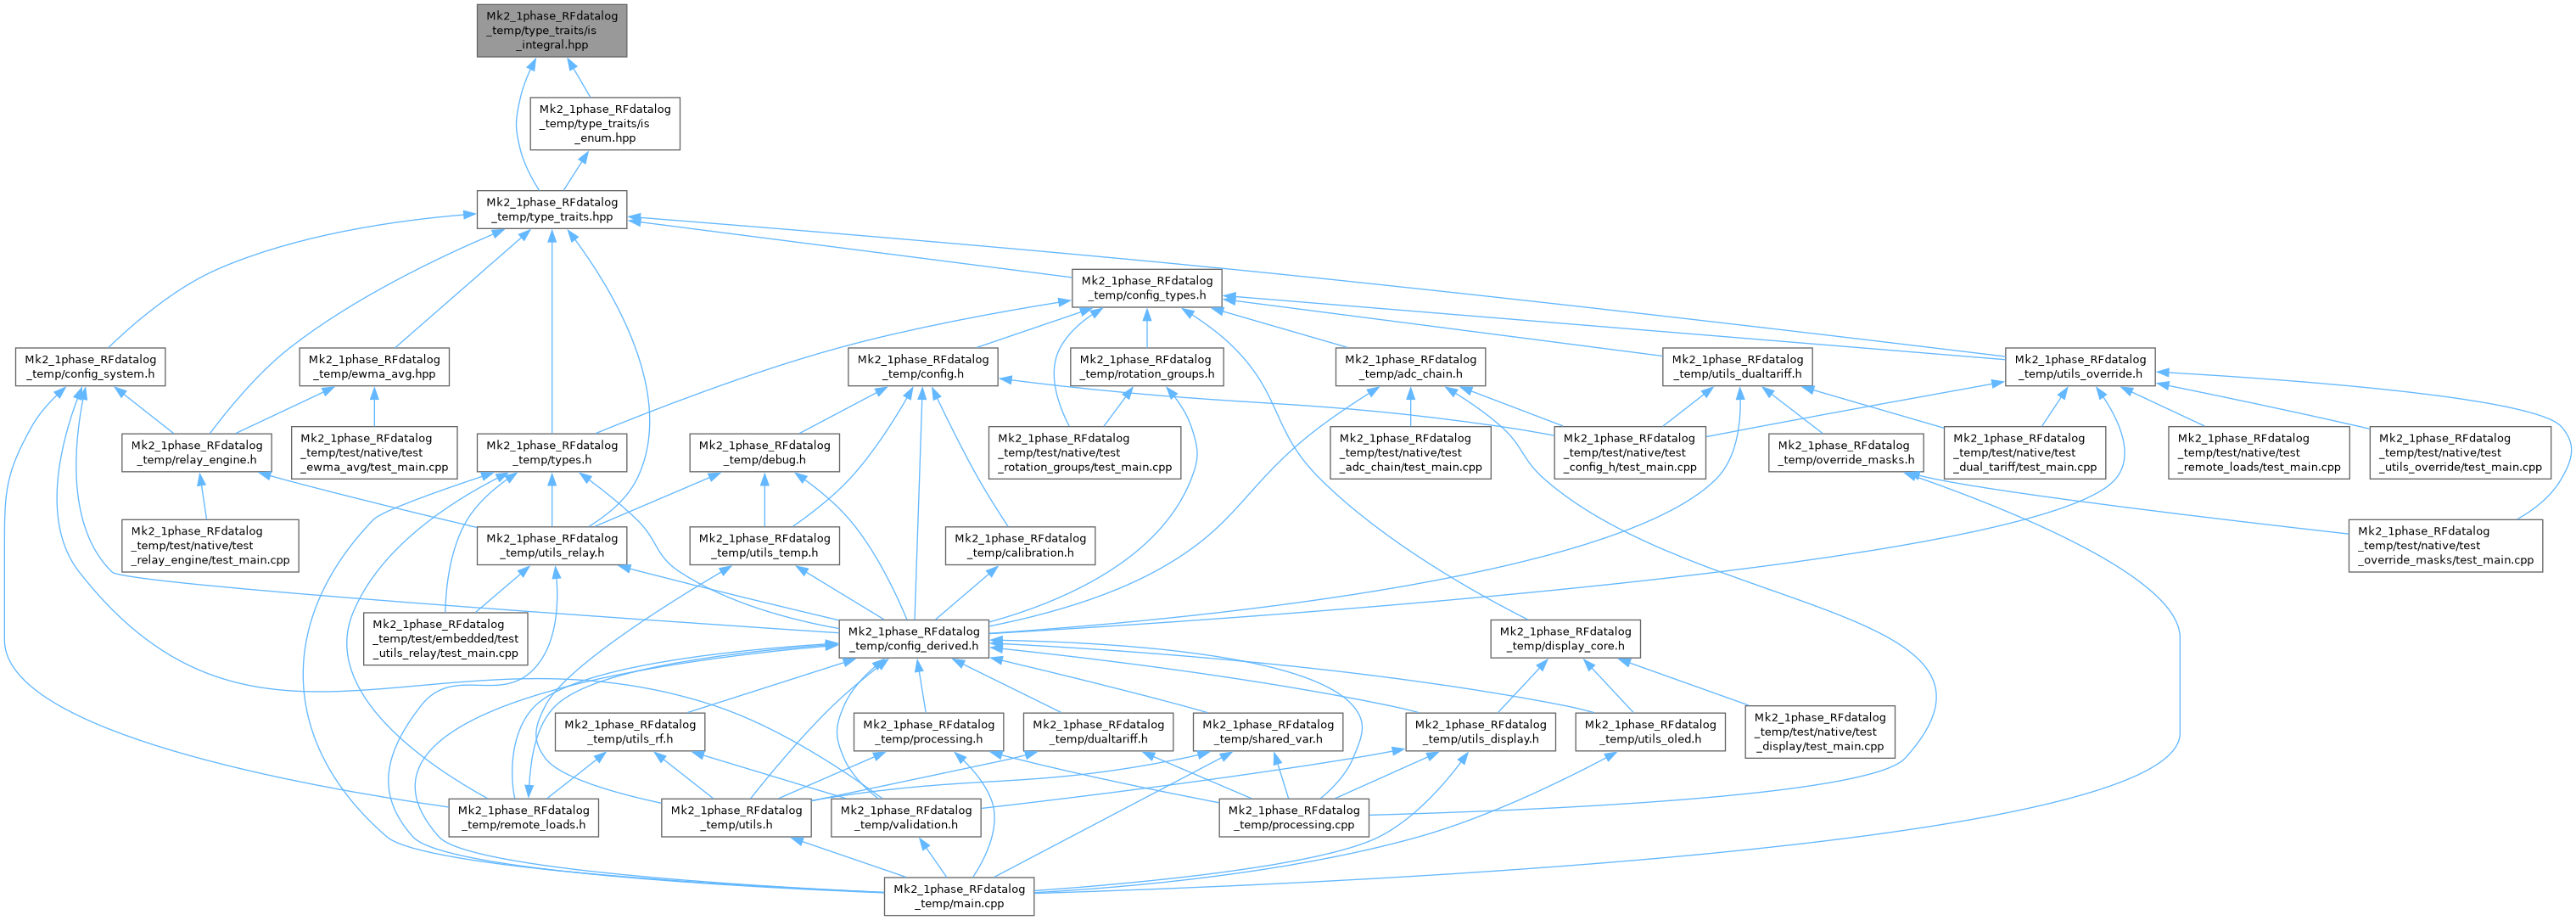 Mk2_1phase_RFdatalog
_temp/type_traits/is
_integral.hpp
Mk2_1phase_RFdatalog
_temp/type_traits/is
_enum.hpp
Mk2_1phase_RFdatalog
_temp/type_traits.hpp
Mk2_1phase_RFdatalog
_temp/config_types.h
Mk2_1phase_RFdatalog
_temp/config_system.h
Mk2_1phase_RFdatalog
_temp/ewma_avg.hpp
Mk2_1phase_RFdatalog
_temp/config.h
Mk2_1phase_RFdatalog
_temp/rotation_groups.h
Mk2_1phase_RFdatalog
_temp/adc_chain.h
Mk2_1phase_RFdatalog
_temp/utils_dualtariff.h
Mk2_1phase_RFdatalog
_temp/utils_override.h
Mk2_1phase_RFdatalog
_temp/relay_engine.h
Mk2_1phase_RFdatalog
_temp/test/native/test
_ewma_avg/test_main.cpp
Mk2_1phase_RFdatalog
_temp/types.h
Mk2_1phase_RFdatalog
_temp/debug.h
Mk2_1phase_RFdatalog
_temp/test/native/test
_rotation_groups/test_main.cpp
Mk2_1phase_RFdatalog
_temp/test/native/test
_adc_chain/test_main.cpp
Mk2_1phase_RFdatalog
_temp/test/native/test
_config_h/test_main.cpp
Mk2_1phase_RFdatalog
_temp/override_masks.h
Mk2_1phase_RFdatalog
_temp/test/native/test
_dual_tariff/test_main.cpp
Mk2_1phase_RFdatalog
_temp/test/native/test
_remote_loads/test_main.cpp
Mk2_1phase_RFdatalog
_temp/test/native/test
_utils_override/test_main.cpp
Mk2_1phase_RFdatalog
_temp/test/native/test
_relay_engine/test_main.cpp
Mk2_1phase_RFdatalog
_temp/utils_relay.h
Mk2_1phase_RFdatalog
_temp/utils_temp.h
Mk2_1phase_RFdatalog
_temp/calibration.h
Mk2_1phase_RFdatalog
_temp/test/native/test
_override_masks/test_main.cpp
Mk2_1phase_RFdatalog
_temp/test/embedded/test
_utils_relay/test_main.cpp
Mk2_1phase_RFdatalog
_temp/config_derived.h
Mk2_1phase_RFdatalog
_temp/display_core.h
Mk2_1phase_RFdatalog
_temp/utils_rf.h
Mk2_1phase_RFdatalog
_temp/processing.h
Mk2_1phase_RFdatalog
_temp/dualtariff.h
Mk2_1phase_RFdatalog
_temp/shared_var.h
Mk2_1phase_RFdatalog
_temp/utils_display.h
Mk2_1phase_RFdatalog
_temp/utils_oled.h
Mk2_1phase_RFdatalog
_temp/test/native/test
_display/test_main.cpp
Mk2_1phase_RFdatalog
_temp/remote_loads.h
Mk2_1phase_RFdatalog
_temp/utils.h
Mk2_1phase_RFdatalog
_temp/validation.h
Mk2_1phase_RFdatalog
_temp/processing.cpp
Mk2_1phase_RFdatalog
_temp/main.cpp